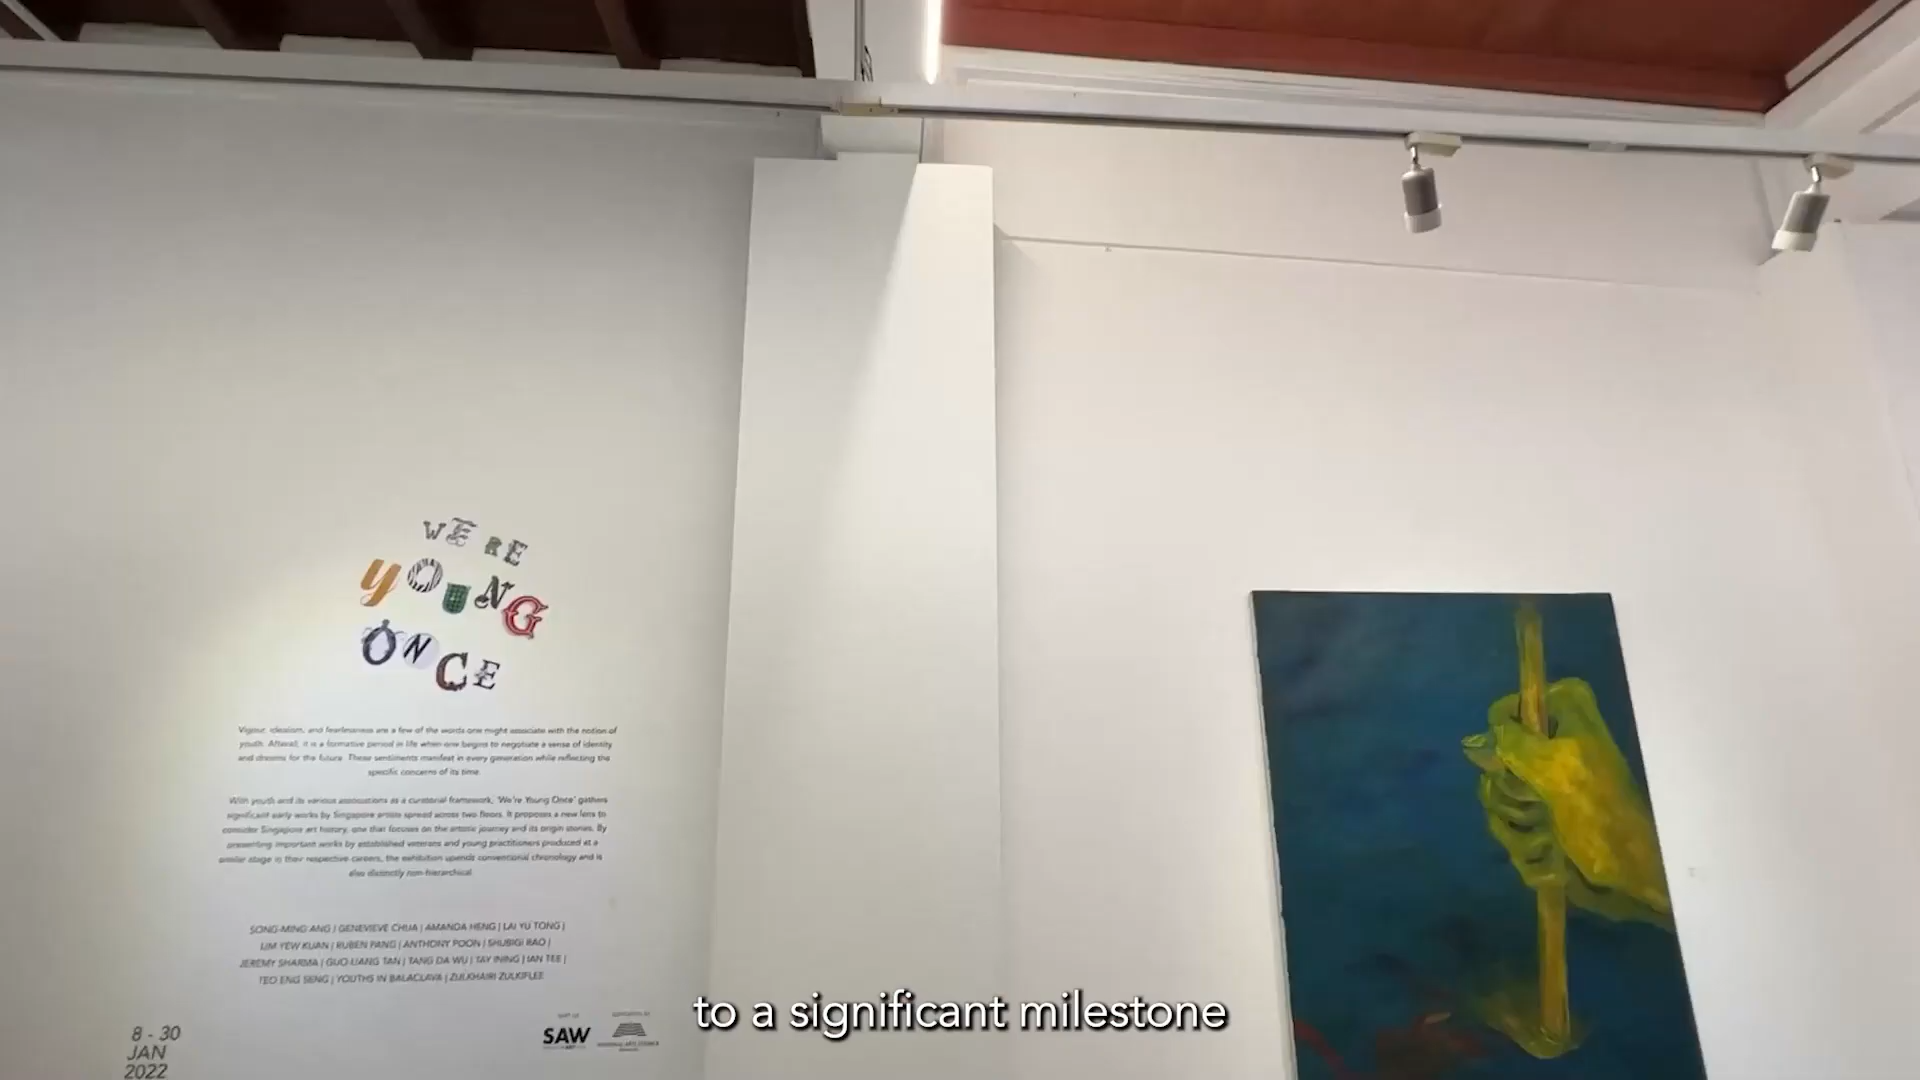 WE'RE
YOUNG
ONCE
Vigour, idealism, and fearlessness are a few of the words one might associate with the notion of
youth. Afterall, it is a formative period in life when one begins to negotiate a sense of identity
and dreams for the future. These sentiments manifest in every generation while reflecting the
specific concerns of its time.
With youth and its various associations as a curatorial framework, 'We're Young Once' gathers
significant early works by Singapore artists spread across two floors. It proposes a new lens to
consider Singapore art history, one that focuses on the artistic journey and its origin stories. By
presenting important works by established veterans and young practitioners produced at a
similar stage in their respective careers, the exhibition upends conventional chronology and is
also distinctly non-hierarchical.
SONG-MING ANG | GENEVIEVE CHUA | AMANDA HENG | LAI YU TONG |
LIM YEW KUAN | RUBEN PANG | ANTHONY POON | SHUBIGI RAO |
JEREMY SHARMA | GUO-LIANG TAN | TANG DA WU | TAY INING | IAN TEE |
TEO ENG SENG | YOUTHS IN BALACLAVA | ZULKHAIRI ZULKIFLEE
8 - 30
JAN
2022
PART OF
SAW
SUPPORTED BY
NATIONAL ARTS COUNCIL
to a significant milestone